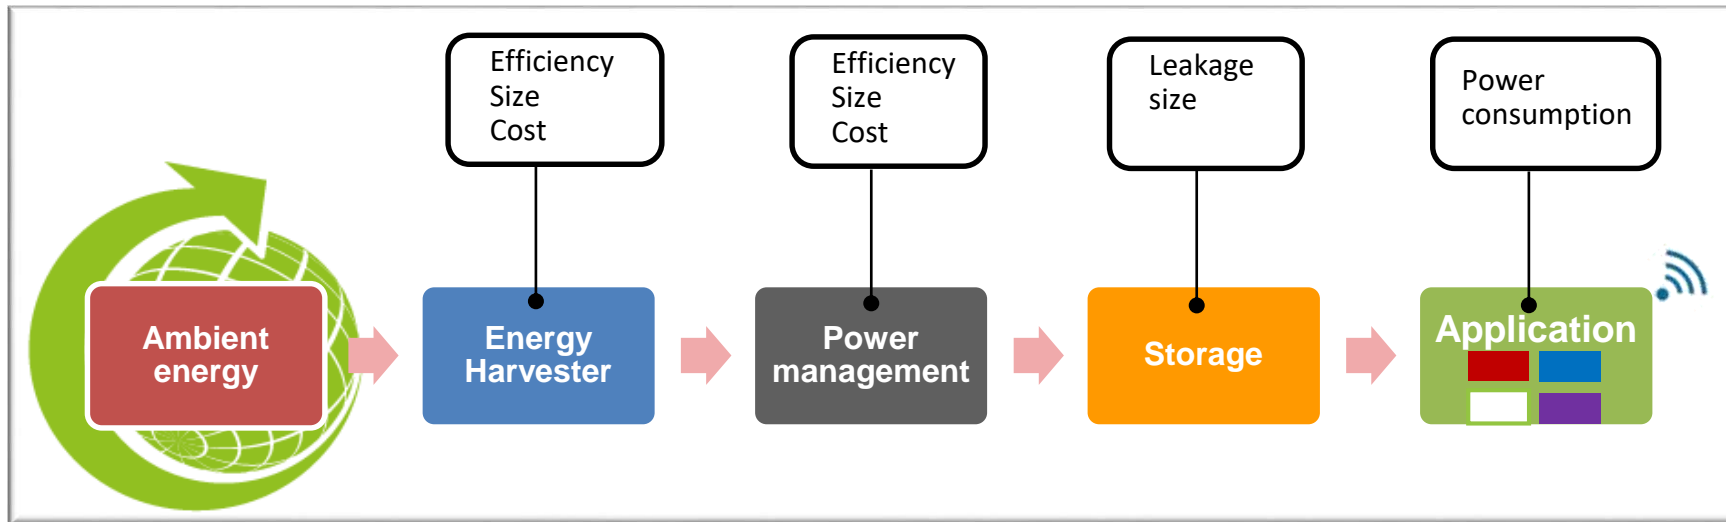 Efficiency
Size
Cost
Efficiency
Size
Cost
Leakage
size
Power
consumption
Ambient
energy
Energy
Harvester
Power
management
Storage
Application